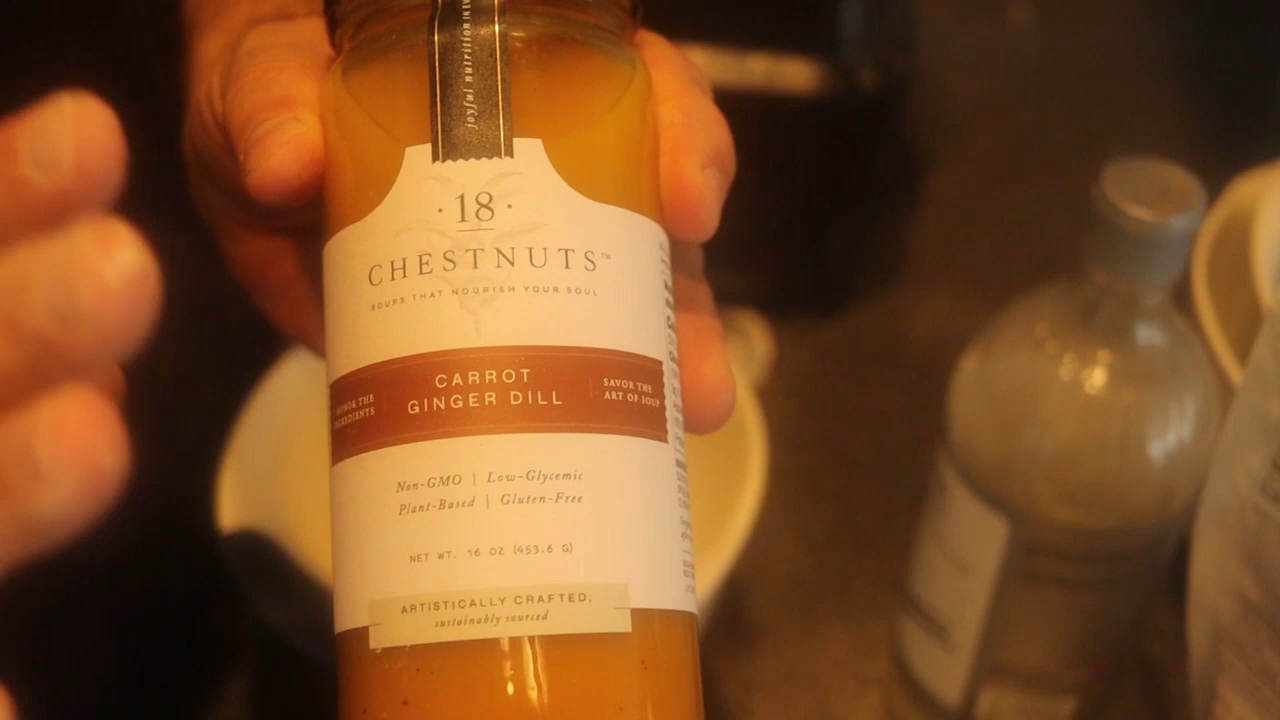 joyful nutrition
· 18 ·
CHESTNUTS™
SOUPS THAT NOURISH YOUR SOUL
HONOR THE
INGREDIENTS
CARROT
GINGER DILL
SAVOR THE
ART OF SOUP
Non-GMO | Low-Glycemic
Plant-Based | Gluten-Free
NET WT. 16 OZ (453.6 G)
ARTISTICALLY CRAFTED,
sustainably sourced